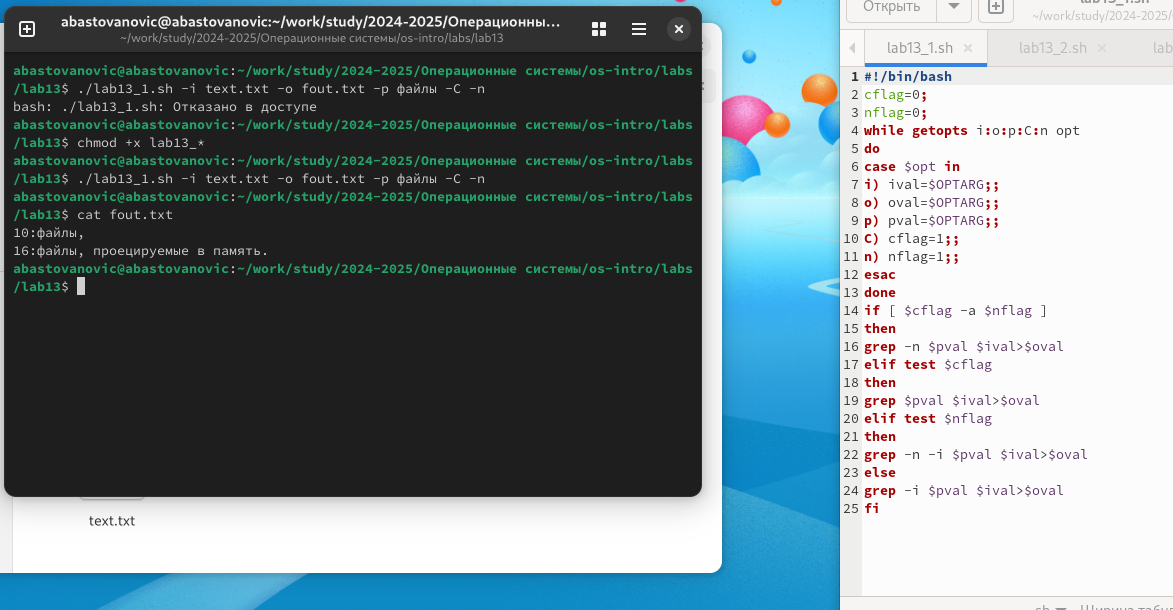 abastovanovic@abastovanovic:~/work/study/2024-2025/Операционны...
~/work/study/2024-2025/Операционные системы/os-intro/labs/lab13
abastovanovic@abastovanovic:~/work/study/2024-2025/Операционные системы/os-intro/labs
/lab13$ ./lab13_1.sh -i text.txt -o fout.txt -p файлы -C -n
bash: ./lab13_1.sh: Отказано в доступе
abastovanovic@abastovanovic:~/work/study/2024-2025/Операционные системы/os-intro/labs
/lab13$ chmod +x lab13_*
abastovanovic@abastovanovic:~/work/study/2024-2025/Операционные системы/os-intro/labs
/lab13$ ./lab13_1.sh -i text.txt -o fout.txt -p файлы -C -n
abastovanovic@abastovanovic:~/work/study/2024-2025/Операционные системы/os-intro/labs
/lab13$ cat fout.txt
10:файлы,
16:файлы, проецируемые в память.
abastovanovic@abastovanovic:~/work/study/2024-2025/Операционные системы/os-intro/labs
/lab13$
text.txt
Открыть
~/work/study/2024-2025/
lab13_1.sh
lab13_2.sh
lab
1 #!/bin/bash
2 cflag=0;
3 nflag=0;
4 while getopts i:o:p:C:n opt
5 do
6 case $opt in
7 i) ival=$OPTARG;;
8 o) oval=$OPTARG;;
9 p) pval=$OPTARG;;
10 C) cflag=1;;
11 n) nflag=1;;
12 esac
13 done
14 if [ $cflag -a $nflag ]
15 then
16 grep -n $pval $ival>$oval
17 elif test $cflag
18 then
19 grep $pval $ival>$oval
20 elif test $nflag
21 then
22 grep -n -i $pval $ival>$oval
23 else
24 grep -i $pval $ival>$oval
25 fi
sh
Ширина табу